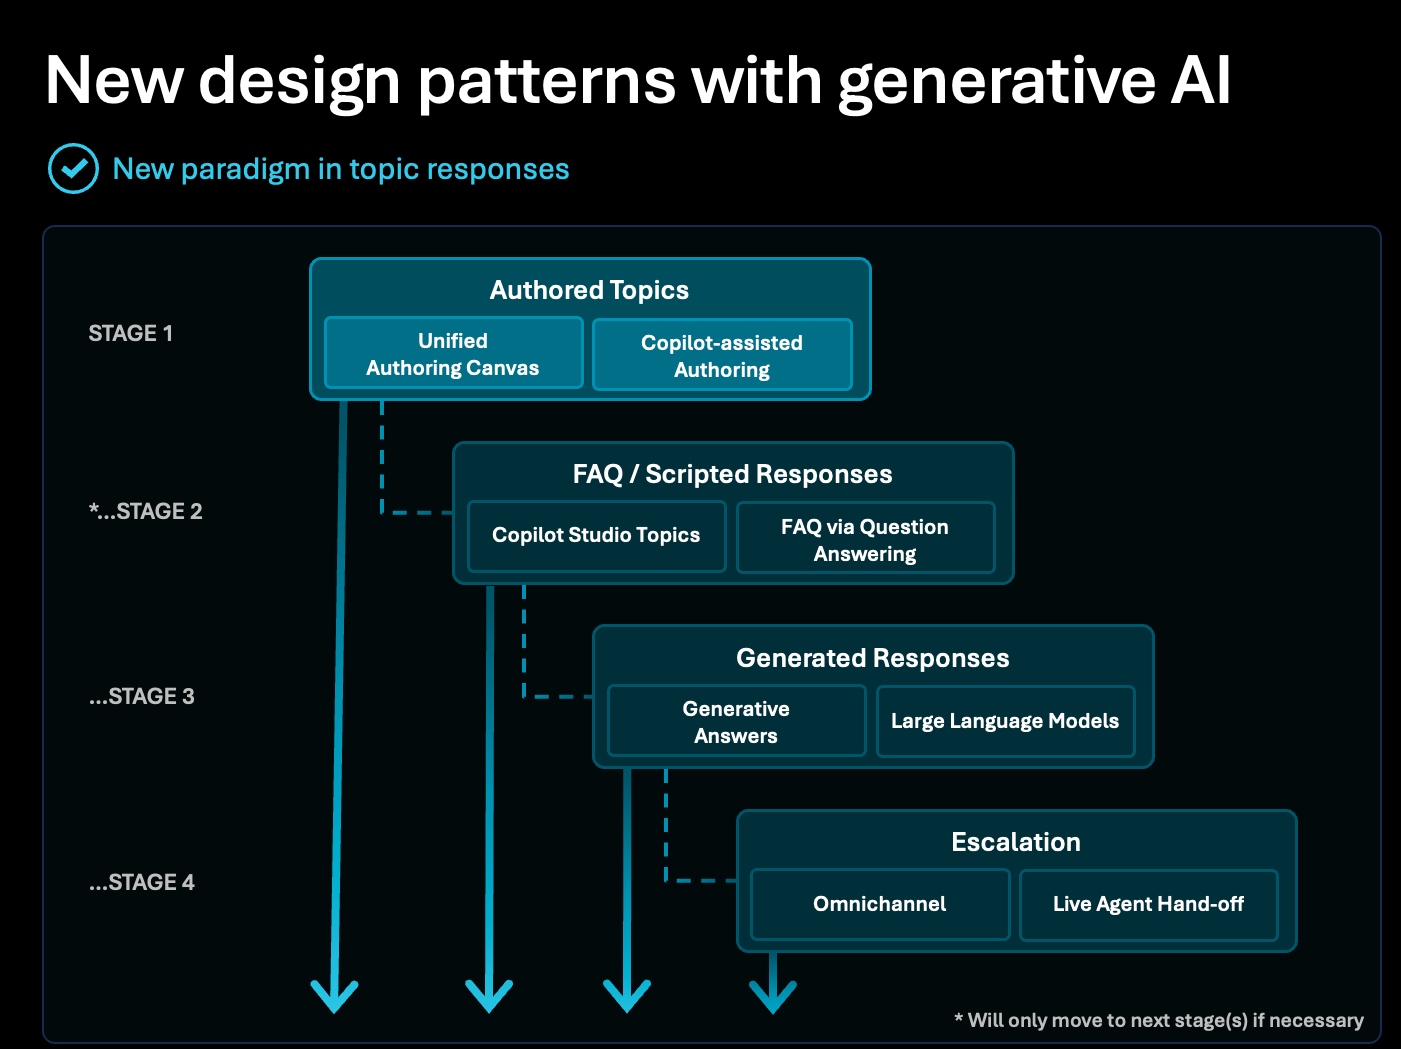 New design patterns with generative AI
New paradigm in topic responses
STAGE 1
Authored Topics
Unified
Authoring Canvas
Copilot-assisted
Authoring
*...STAGE 2
FAQ / Scripted Responses
Copilot Studio Topics
FAQ via Question
Answering
...STAGE 3
Generated Responses
Generative
Answers
Large Language Models
...STAGE 4
Escalation
Omnichannel
Live Agent Hand-off
* Will only move to next stage(s) if necessary